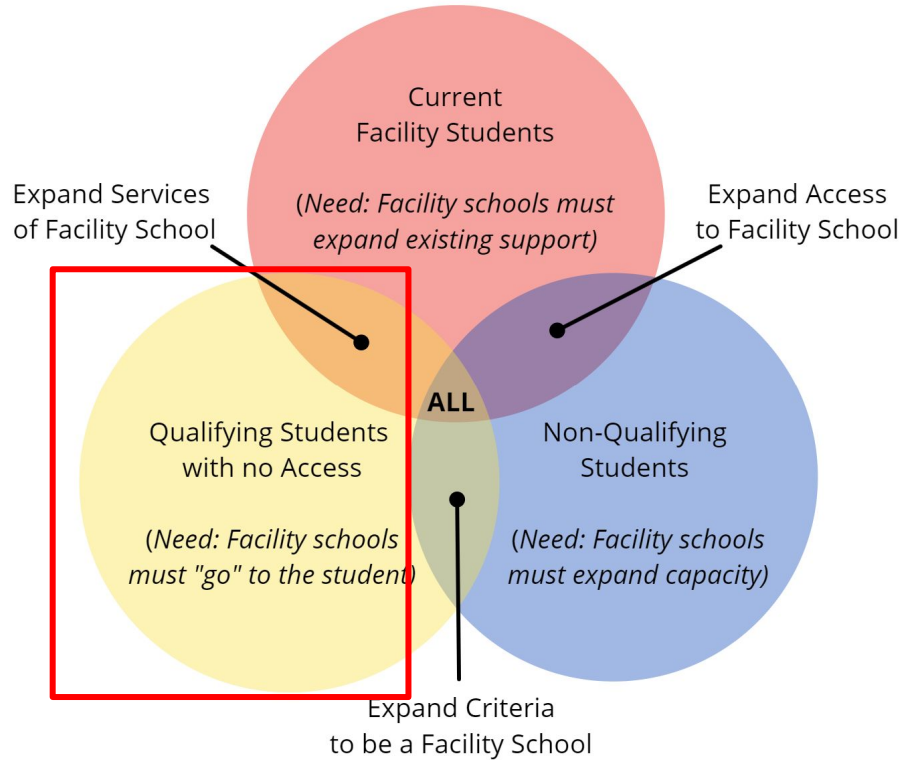 Current
Facility Students
(Need: Facility schools must
expand existing support)
Expand Services
of Facility School
Expand Access
to Facility School
ALL
Qualifying Students
with no Access
(Need: Facility schools
must "go" to the student)
Non-Qualifying
Students
(Need: Facility schools
must expand capacity)
Expand Criteria
to be a Facility School